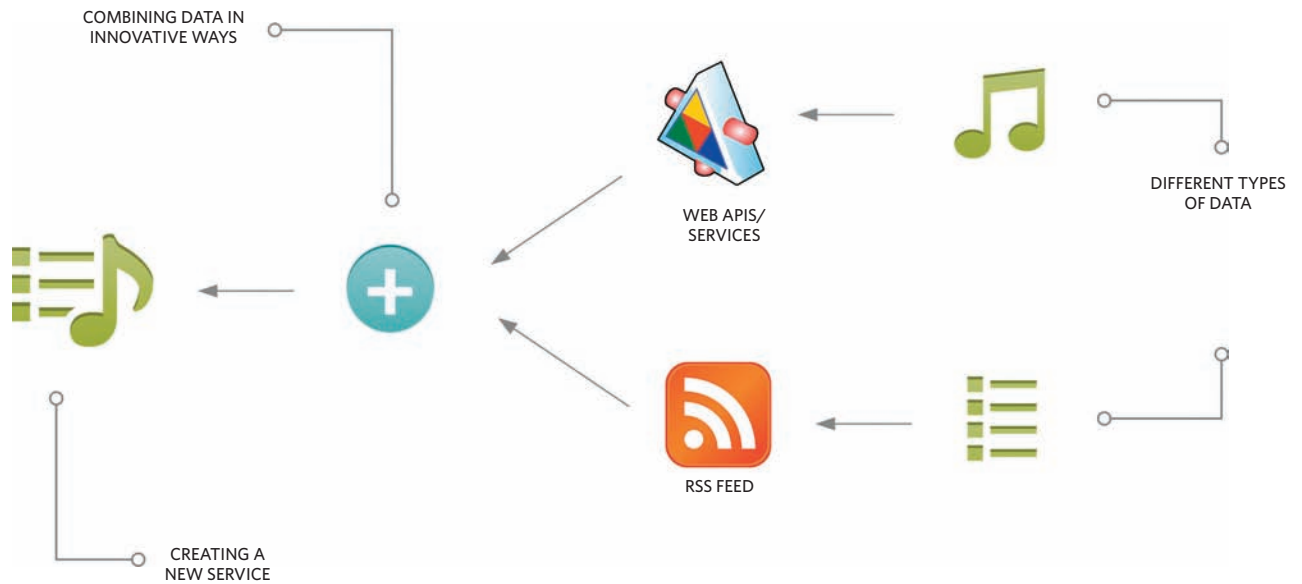 COMBINING DATA IN
INNOVATIVE WAYS
WEB APIS/
SERVICES
DIFFERENT TYPES
OF DATA
RSS FEED
CREATING A
NEW SERVICE